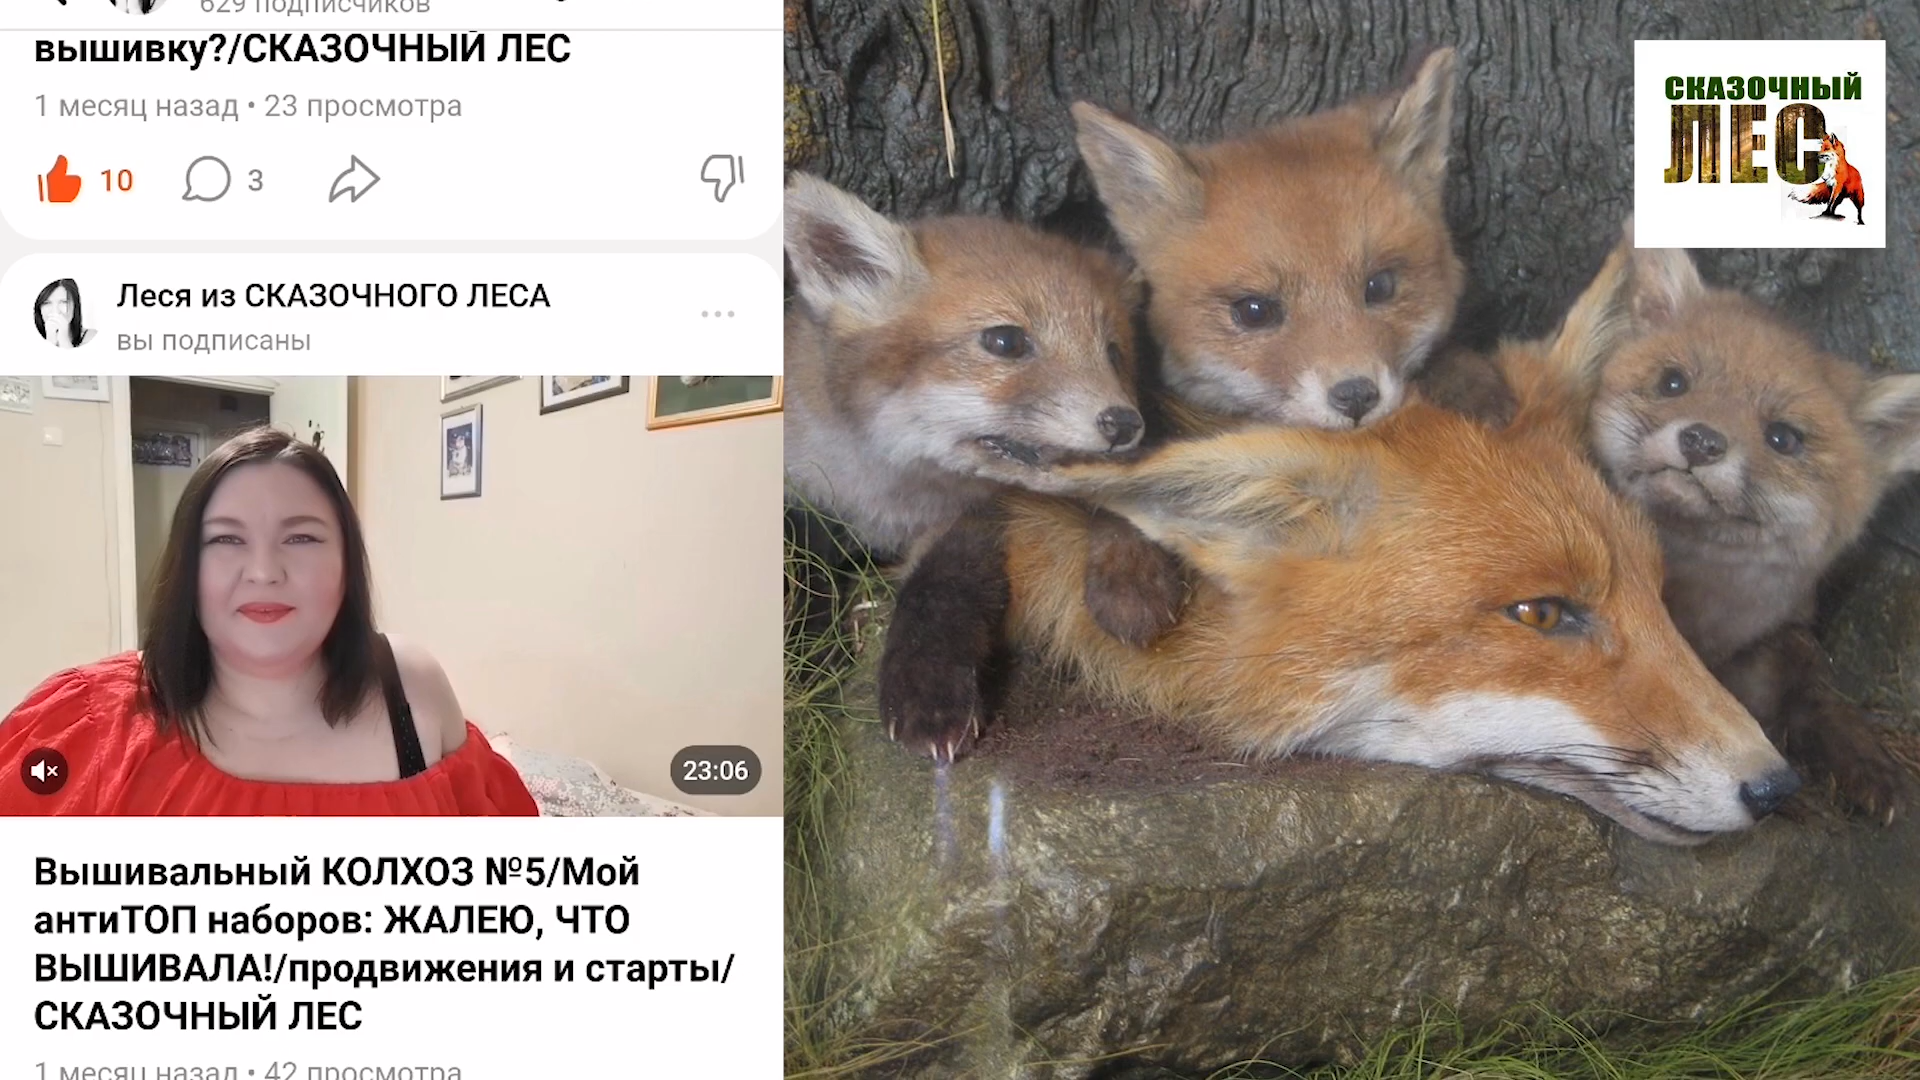 629 подписчиков
вышивку?/СКАЗОЧНЫЙ ЛЕС
1 месяц назад • 23 просмотра
10
3
Леся из СКАЗОЧНОГО ЛЕСА
вы подписаны
23:06
Вышивальный КОЛХОЗ №5/Мой
антиТОП наборов: ЖАЛЕЮ, ЧТО
ВЫШИВАЛА!/продвижения и старты/
СКАЗОЧНЫЙ ЛЕС
1 месяц назад • 42 просмотра
СКАЗОЧНЫЙ
ЛЕС